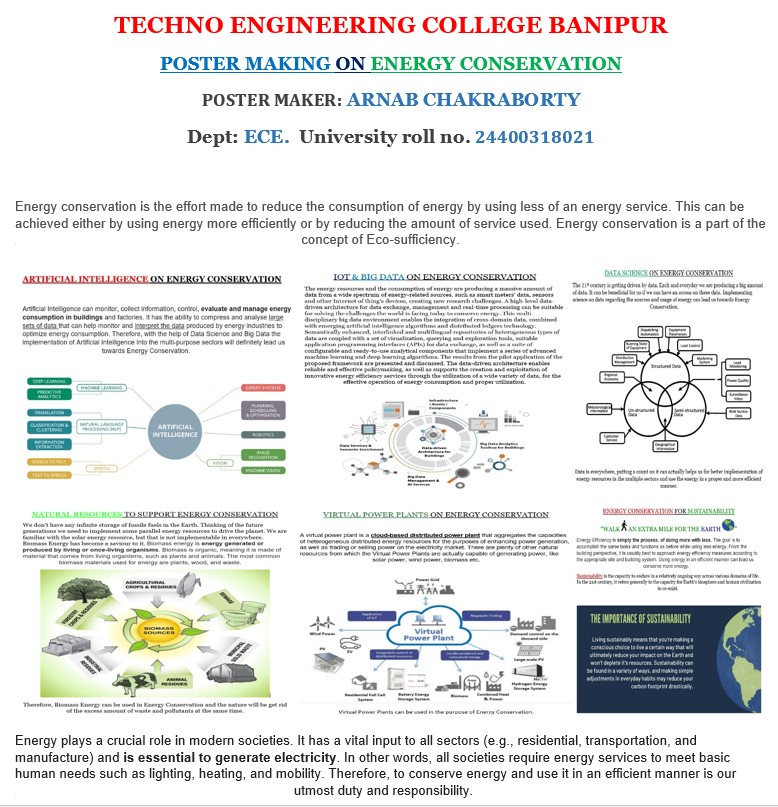 TECHNO ENGINEERING COLLEGE BANIPUR
POSTER MAKING ON ENERGY CONSERVATION
POSTER MAKER: ARNAB CHAKRABORTY
Dept: ECE. University roll no. 24400318021
Energy conservation is the effort made to reduce the consumption of energy by using less of an energy service. This can be
achieved either by using energy more efficiently or by reducing the amount of service used. Energy conservation is a part of the
concept of Eco-sufficiency.
ARTIFICIAL INTELLIGENCE ON ENERGY CONSERVATION
Artificial Intelligence can monitor, collect information, control, evaluate and manage energy
consumption in buildings and factories. It has the ability to compress and analyse large
sets of data that can help monitor and interpret the data produced by energy industries to
optimize energy consumption. Therefore, with the help of Data Science and Big Data the
implementation of Artificial Intelligence into the multi-purpose sectors will definitely lead us
towards Energy Conservation.
DEEP LEARNING
PREDICTIVE
ANALYTICS
MACHINE LEARNING
TRANSLATION
CLASSIFICATION &
CLUSTERING
INFORMATION
EXTRACTION
NATURAL LANGUAGE
PROCESSING (NLP)
SPEECH TO TEXT
TEXT TO SPEECH
SPEECH
ARTIFICIAL
INTELLIGENCE
EXPERT SYSTEMS
PLANNING,
SCHEDULING
& OPTIMISATION
ROBOTICS
VISION
IMAGE
RECOGNITION
MACHINE VISION
IOT & BIG DATA ON ENERGY CONSERVATION
The energy resources and the consumption of energy are producing a massive amount of
data from a wide spectrum of energy-related sources, such as smart meters' data, sensors
and other Internet of thing's devices, creating new research challenges. A high-level data-
driven architecture for data exchange, management and real-time processing can be suitable
for solving the challenges the world is facing today to conserve energy. This multi
disciplinary big data environment enables the integration of cross-domain data, combined
with emerging artificial intelligence algorithms and distributed ledgers technology.
Semantically enhanced, interlinked and multilingual repositories of heterogeneous types of
data are coupled with a set of visualization, querying and exploration tools, suitable
application programming interfaces (APIs) for data exchange, as well as a suite of
configurable and ready-to-use analytical components that implement a series of advanced
machine learning and deep learning algorithms. The results from the pilot application of the
proposed framework are presented and discussed. The data-driven architecture enables
reliable and effective policymaking, as well as supports the creation and exploitation of
innovative energy efficiency services through the utilization of a wide variety of data, for the
effective operation of energy consumption and proper utilization.
Infrastructure
/ Assets /
Components
Data Services &
Semantic Enrichment
Data-driven
Architecture for
Buildings
Big Data Analytics
Toolbox for Buildings
Big Data
Management &
AI Services
DATA SCIENCE ON ENERGY CONSERVATION
The 21st century is getting driven by data. Each and everyday we are producing a big amount
of data. It can be beneficial for us if we can have an access on these data. Implementing
science on data regarding the sources and usage of energy can lead us towards Energy
Conservation.
Dispatching
Automation
Equipment
Parameters
Running State
of Equipment
Load Control
Distribution
Management
Marketing
System
Regional
Economy
Structured Data
Load
Monitoring
Power Quality
Surveillance
Video
Meteorological
Information
Un-structured
Data
Semi-structured
Data
Web Service
Data
Customer
Service
Geographical
Information
Data is everywhere, putting a count on it can actually helps us for better implementation of
energy resources in the multiple sectors and use the energy in a proper and more efficient
manner.
NATURAL RESOURCES TO SUPPORT ENERGY CONSERVATION
We don't have any infinite storage of fossile fuels in the Earth. Thinking of the future
generations we need to implement some parallel energy resources to drive the planet. We are
familiar with the solar energy resource, but that is not implementable in everywhere.
Biomass Energy has become a saviour to it. Biomass energy is energy generated or
produced by living or once-living organisms. Biomass is organic, meaning it is made of
material that comes from living organisms, such as plants and animals. The most common
biomass materials used for energy are plants, wood, and waste.
AGRICULTURAL
CROPS & RESIDUES
BIOMASS
SOURCES
ANIMAL
RESIDUES
Therefore, Biomass Energy can be used in Energy Conservation and the nature will be get rid
of the excess amount of waste and pollutants at the same time.
VIRTUAL POWER PLANTS ON ENERGY CONSERVATION
A virtual power plant is a cloud-based distributed power plant that aggregates the capacities
of heterogeneous distributed energy resources for the purposes of enhancing power generation,
as well as trading or selling power on the electricity market. There are plenty of other natural
resources from which the Virtual Power Plants are actually capable of generating power, like
solar power, wind power, biomass etc.
Power Grid
Virtual
Power Plant
Wind Power
PV
EV
Demand control on the
demand side
Large-scale PV
Hydrogen Energy
Storage System
Residential Full Cell
System
Battery Energy
Storage System
Biomass
Combined Heat
& Power
Virtual Power Plants can be used in the purpose of Energy Conservation.
ENERGY CONSERVATION FOR SUSTAINABILITY
"WALK AN EXTRA MILE FOR THE EARTH"
Energy Efficiency is simply the process. of doing more with less. The goal is to
accomplish the same tasks and functions as before while using less energy. From the
building perspective, it is usually best to approach energy efficiency measures according to
the appropriate site and building system. Using energy in an efficient manner can great us
conserve more energy.
Sustainability is the capacity to endure in a relatively ongoing way across various domains of life.
In the 21st century, it refers generally to the capacity for Earth's biosphere and human civilization
to co-exist.
THE IMPORTANCE OF SUSTAINABILITY
Living sustainably means that you're making a
conscious choice to live a certain way that will
ultimately reduce your impact on the Earth and
won't deplete it's resources. Sustainability can
be found in a variety of ways, and making simple
adjustments in everyday habits may reduce your
carbon footprint drastically.
Energy plays a crucial role in modern societies. It has a vital input to all sectors (e.g., residential, transportation, and
manufacture) and is essential to generate electricity. In other words, all societies require energy services to meet basic
human needs such as lighting, heating, and mobility. Therefore, to conserve energy and use it in an efficient manner is our
utmost duty and responsibility.